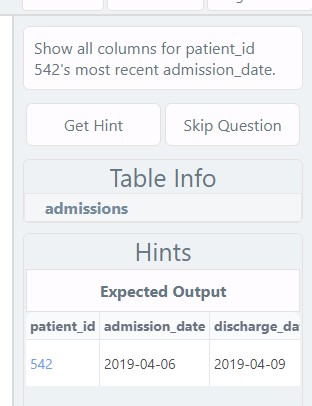 Show all columns for patient_id
542's most recent admission_date.
Get Hint Skip Question
Table Info
admissions
Hints
Expected Output
patient_id admission_date discharge_da
542 2019-04-06 2019-04-09